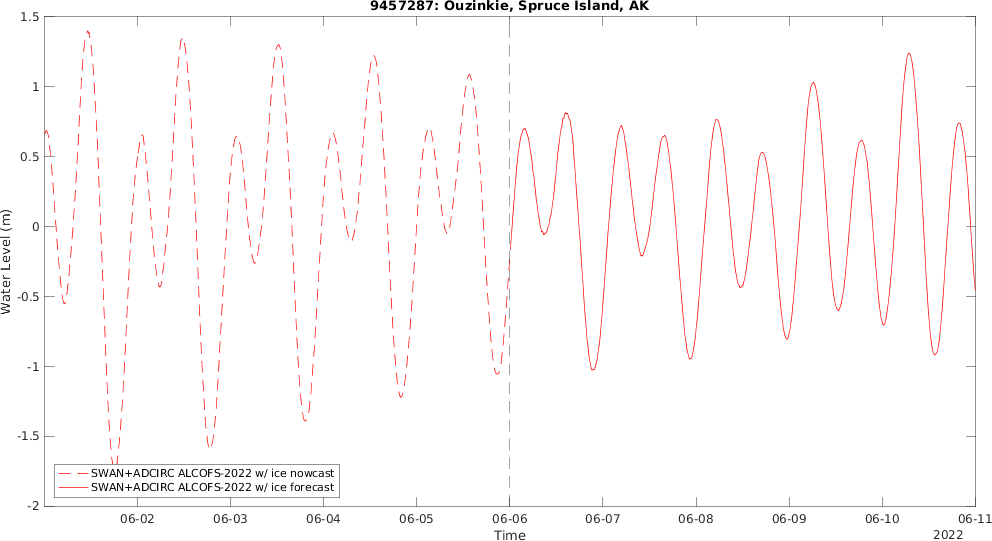 9457287: Ouzinkie, Spruce Island, AK
1.5
1
0.5
0
-0.5
-1
-1.5
-2
Water Level (m)
SWAN+ADCIRC ALCOFS-2022 w/ ice nowcast
SWAN+ADCIRC ALCOFS-2022 w/ ice forecast
06-02 06-03 06-04 06-05 06-06 06-07 06-08 06-09 06-10 06-11
Time
2022